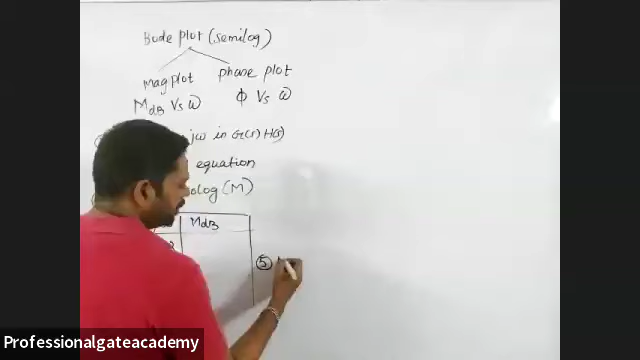 Bode plot (semilog)
Mag plot
phase plot
MdB Vs ω
Φ Vs ω
jω in G(s) H(s)
equation
log (M)
MdB
⑤
Professionalgateacademy